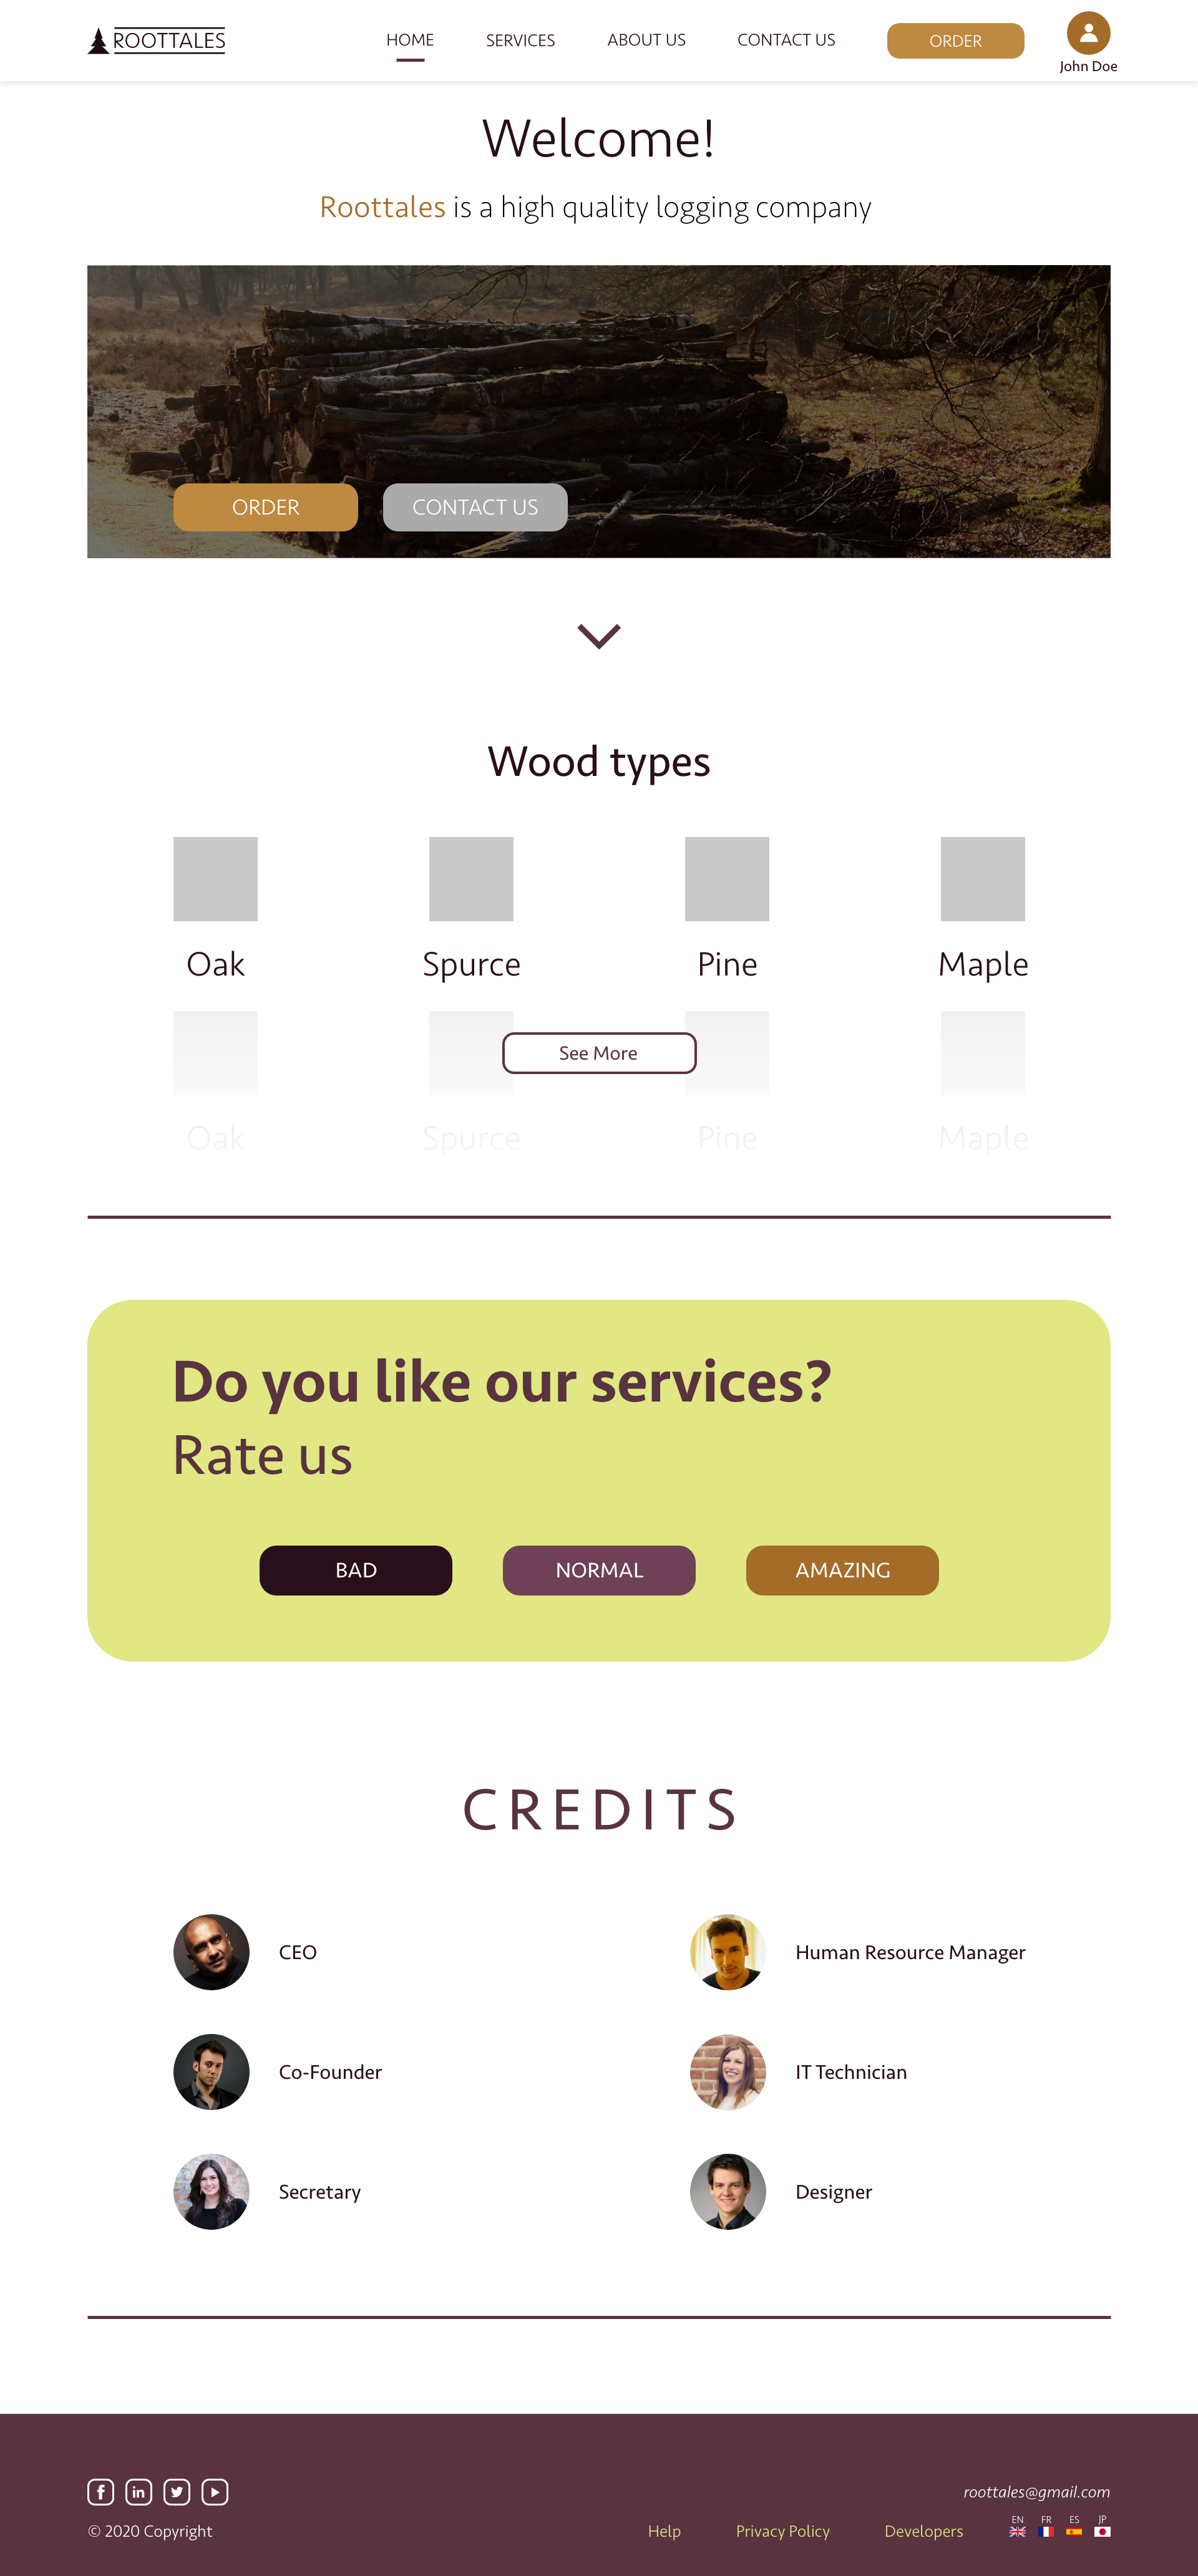 ROOTTALES
HOME SERVICES ABOUT US CONTACT US ORDER
John Doe
Welcome!
Roottales is a high quality logging company
ORDER CONTACT US
Wood types
Oak Spurce Pine Maple
See More
Oak Spurce Pine Maple
Do you like our services?
Rate us
BAD NORMAL AMAZING
CREDITS
CEO Human Resource Manager
Co-Founder IT Technician
Secretary Designer
roottales@gmail.com
EN FR ES JP
© 2020 Copyright Help Privacy Policy Developers